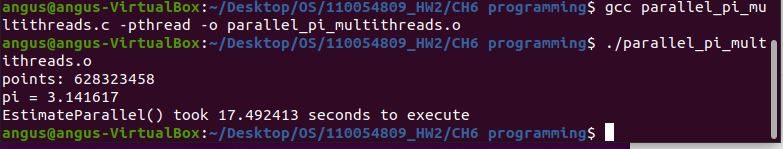 angus@angus-VirtualBox:~/Desktop/OS/110054809_HW2/CH6 programming$ gcc parallel_pi_mu
ltithreads.c -pthread -o parallel_pi_multithreads.o
angus@angus-VirtualBox:~/Desktop/OS/110054809_HW2/CH6 programming$ ./parallel_pi_mult
ithreads.o
points: 628323458
pi = 3.141617
EstimateParallel() took 17.492413 seconds to execute
angus@angus-VirtualBox:~/Desktop/OS/110054809_HW2/CH6 programming$